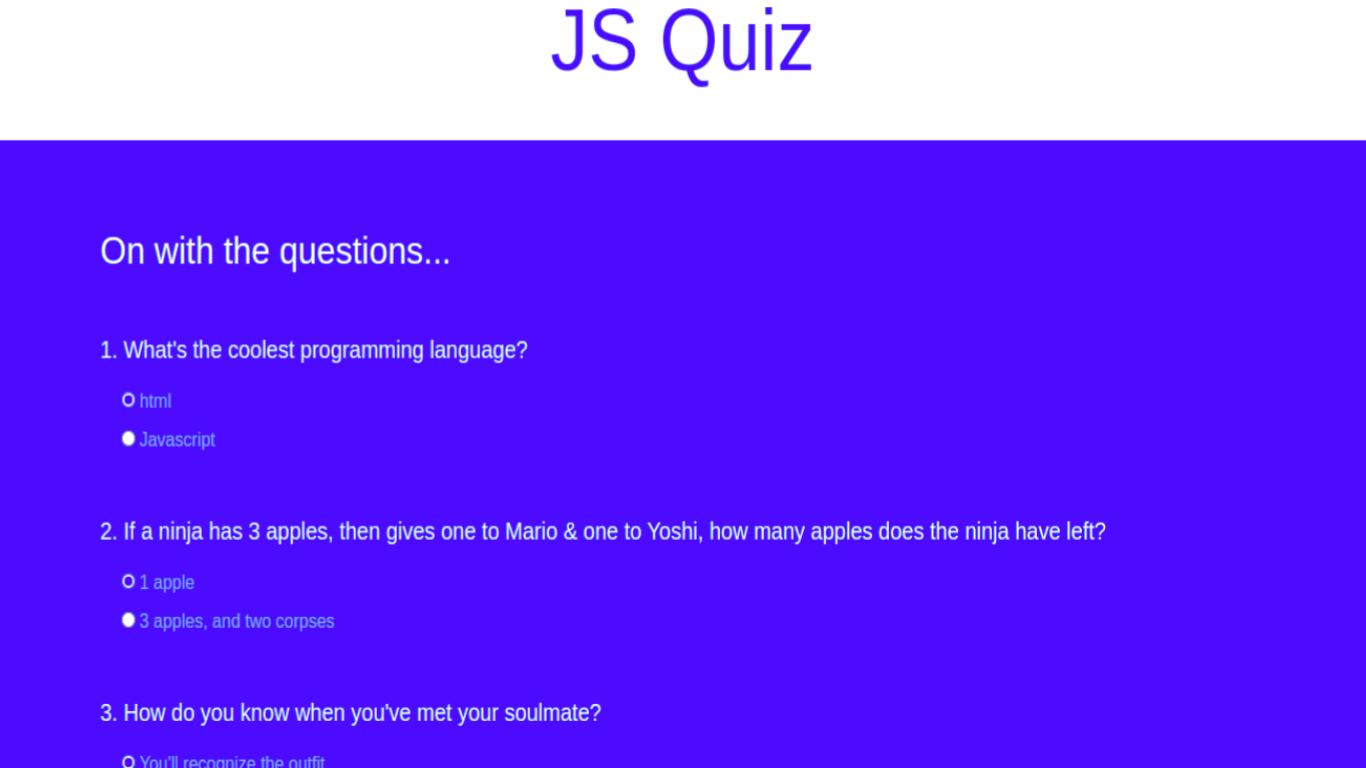 JS Quiz
On with the questions...
1. What's the coolest programming language?
html
Javascript
2. If a ninja has 3 apples, then gives one to Mario & one to Yoshi, how many apples does the ninja have left?
1 apple
3 apples, and two corpses
3. How do you know when you've met your soulmate?
You'll recognize the outfit